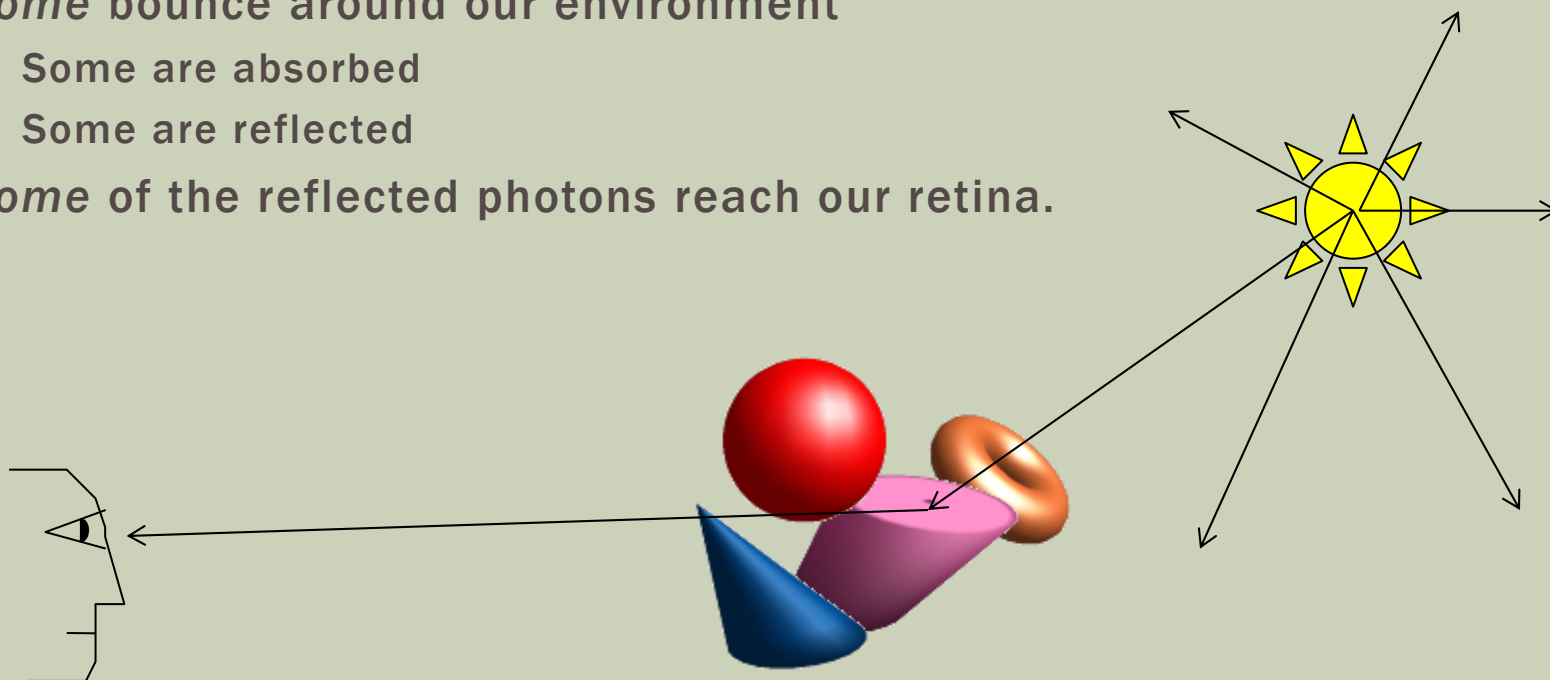 ome bounce around our environment
Some are absorbed
Some are reflected
ome of the reflected photons reach our retina.